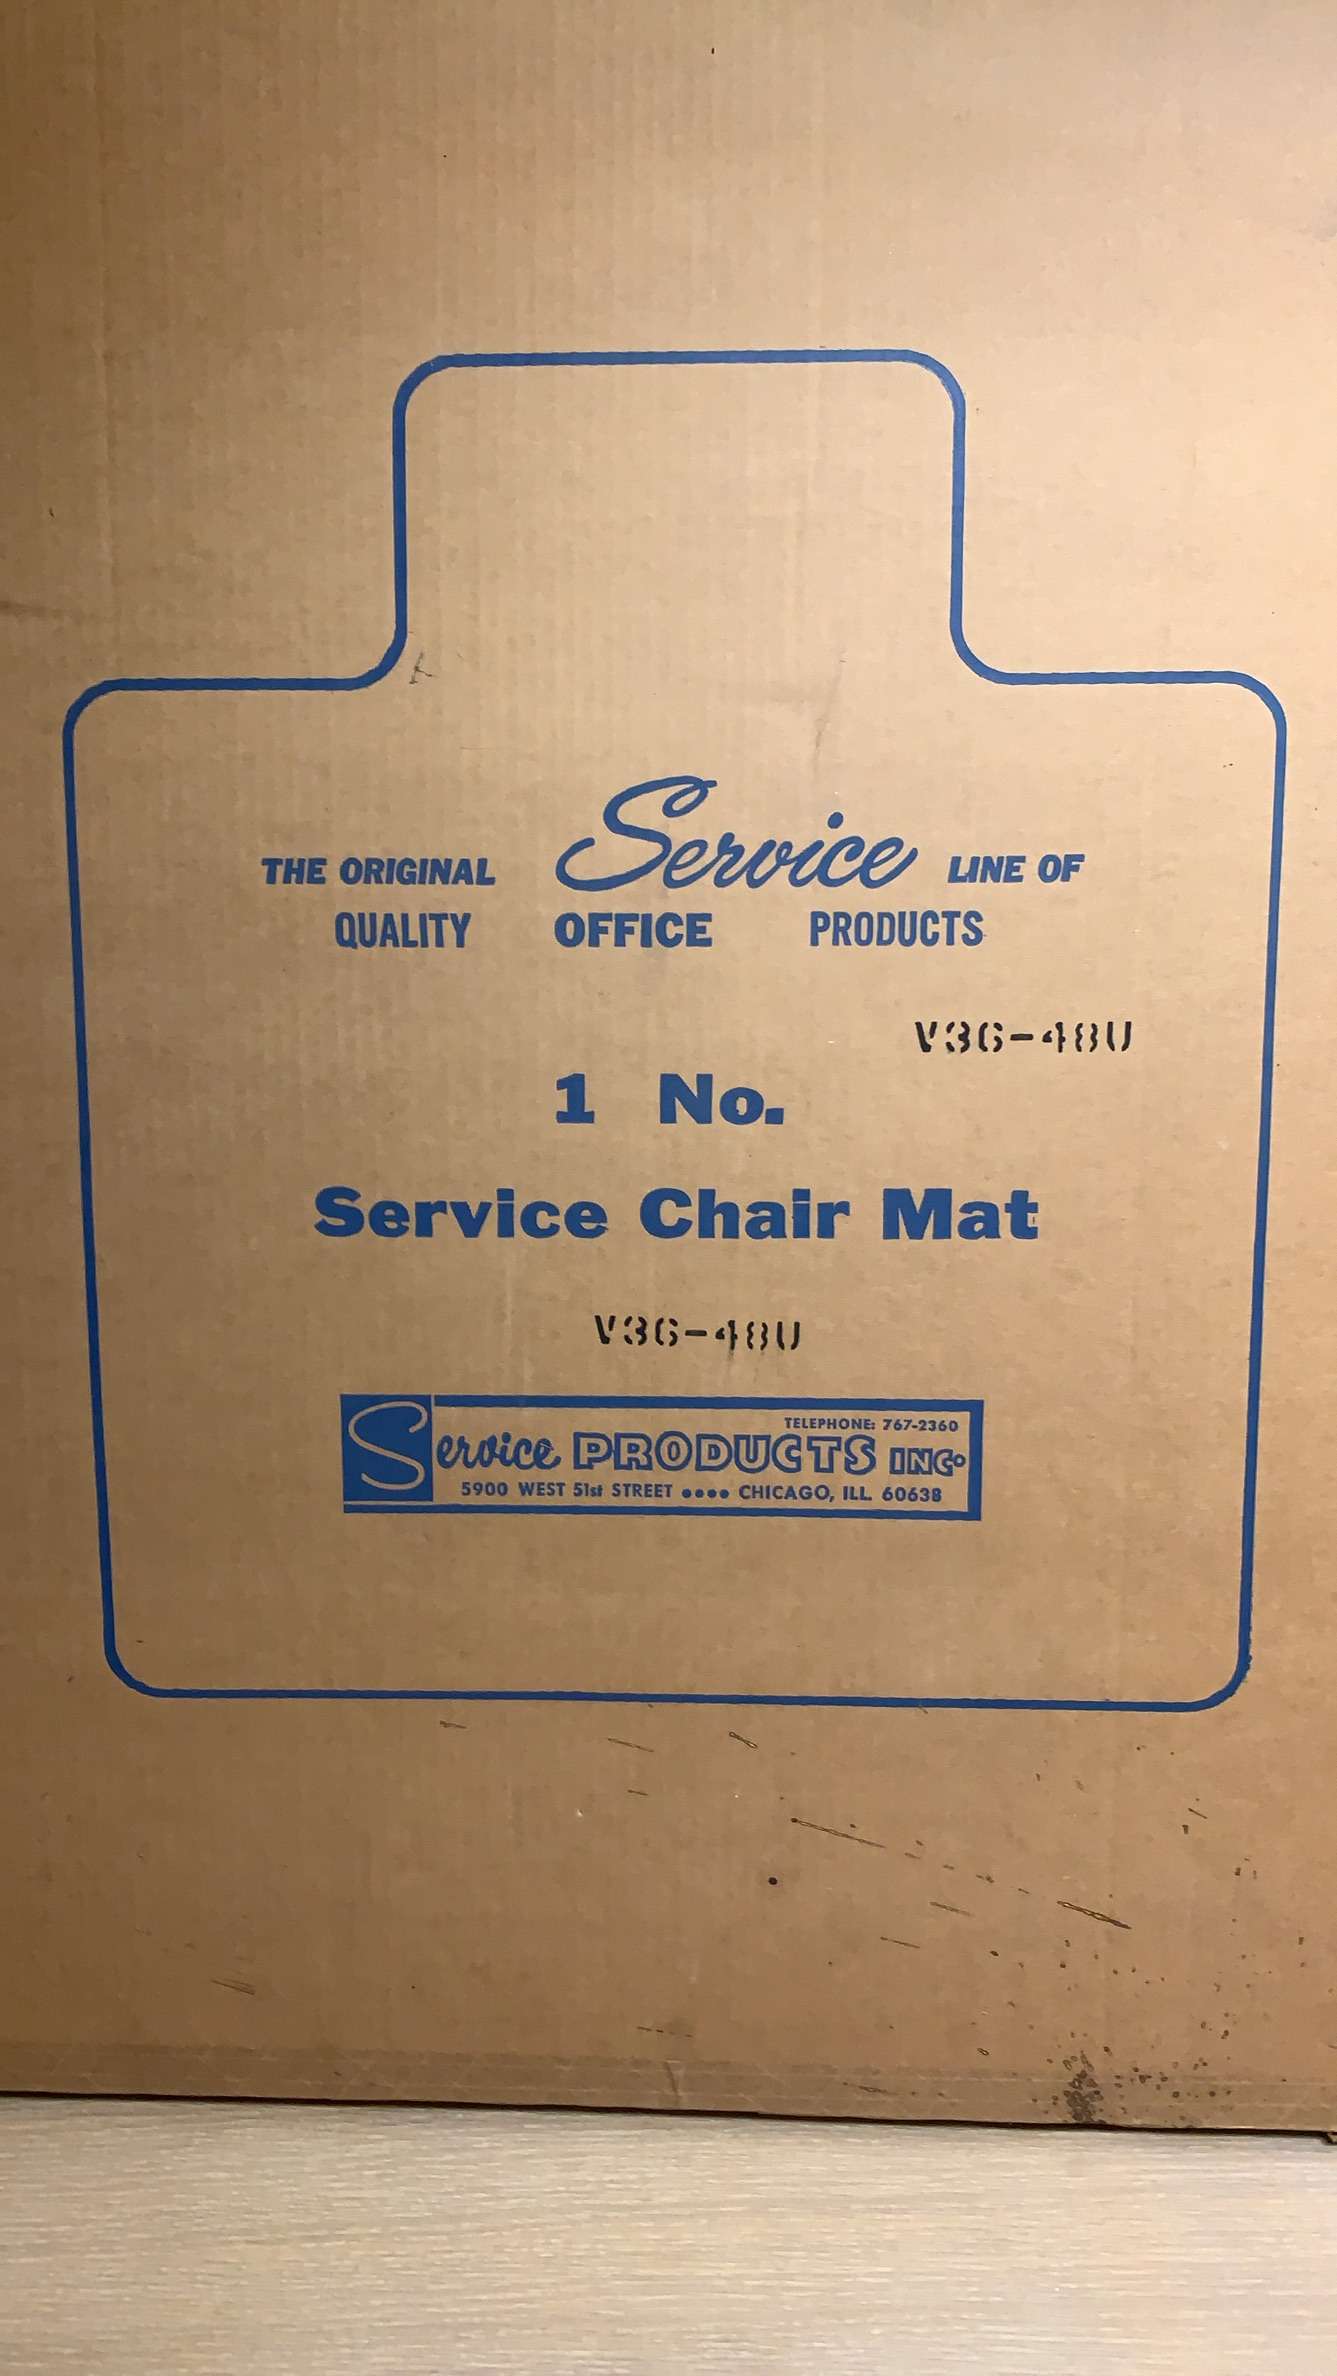 THE ORIGINAL Service LINE OF
QUALITY OFFICE PRODUCTS
V36-48U
1 No.
Service Chair Mat
V36-48U
TELEPHONE: 767-2360
Service PRODUCTS INC.
5900 WEST 51st STREET •••• CHICAGO, ILL. 60638